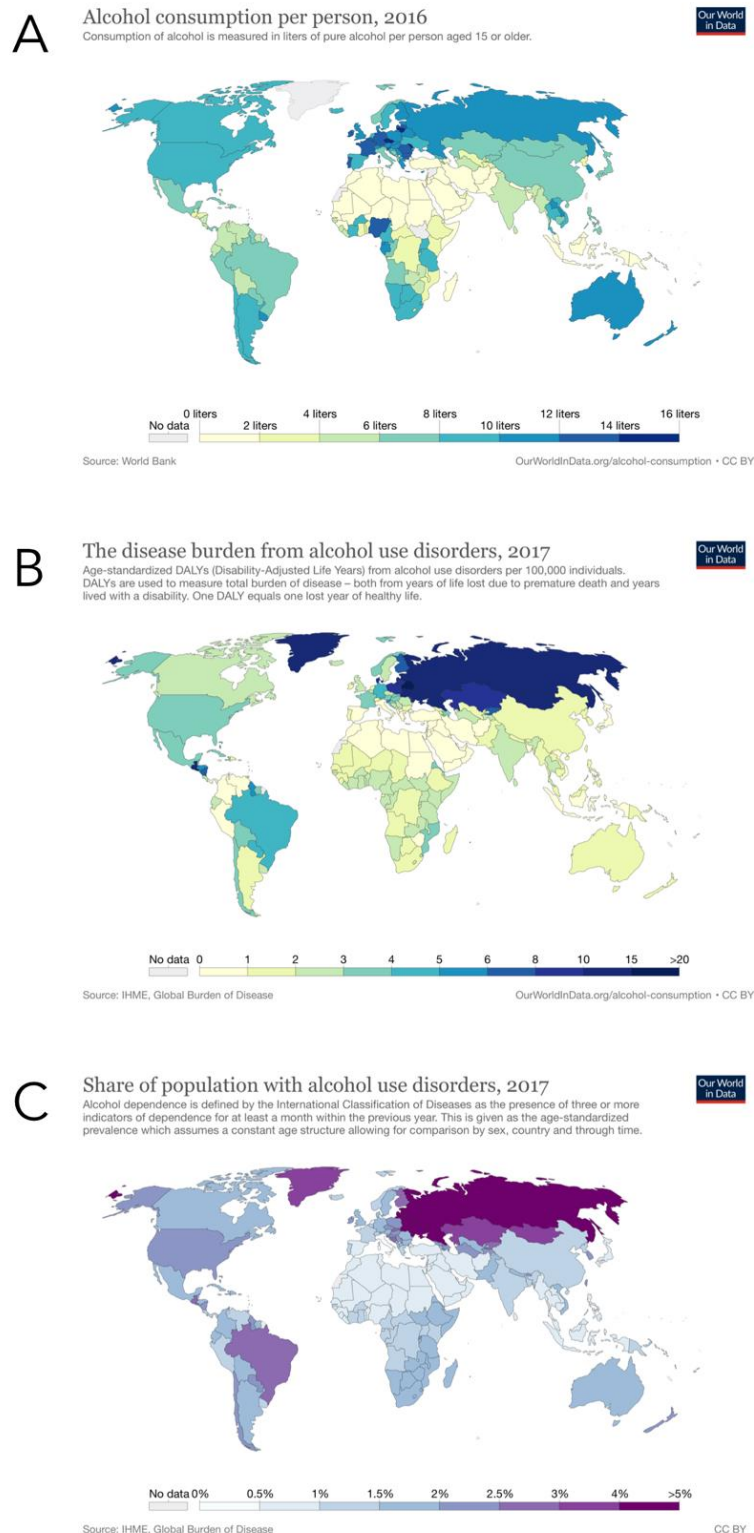 A
Alcohol consumption per person, 2016
Consumption of alcohol is measured in liters of pure alcohol per person aged 15 or older.
Our World
in Data
No data
0 liters
2 liters
4 liters
6 liters
8 liters
10 liters
12 liters
14 liters
16 liters
Source: World Bank
OurWorldInData.org/alcohol-consumption • CC BY
B
The disease burden from alcohol use disorders, 2017
Age-standardized DALYs (Disability-Adjusted Life Years) from alcohol use disorders per 100,000 individuals.
DALYs are used to measure total burden of disease – both from years of life lost due to premature death and years
lived with a disability. One DALY equals one lost year of healthy life.
Our World
in Data
No data 0 1 2 3 4 5 6 8 10 15 >20
Source: IHME, Global Burden of Disease
OurWorldInData.org/alcohol-consumption • CC BY
C
Share of population with alcohol use disorders, 2017
Alcohol dependence is defined by the International Classification of Diseases as the presence of three or more
indicators of dependence for at least a month within the previous year. This is given as the age-standardized
prevalence which assumes a constant age structure allowing for comparison by sex, country and through time.
Our World
in Data
No data 0% 0.5% 1% 1.5% 2% 2.5% 3% 4% >5%
Source: IHME, Global Burden of Disease
CC BY